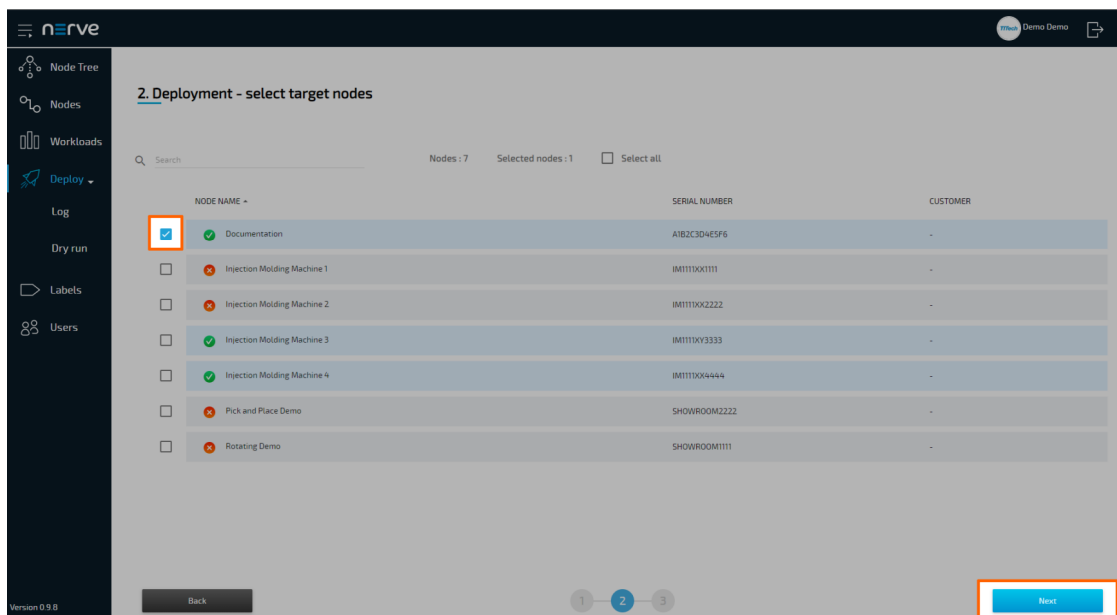 nerve
TTTech Demo Demo
Node Tree
Nodes
Workloads
Deploy
Log
Dry run
Labels
Users
Version 0.9.8
2. Deployment - select target nodes
Search Nodes : 7 Selected nodes : 1 Select all
NODE NAME SERIAL NUMBER CUSTOMER
Documentation A1B2C3D4E5F6 -
Injection Molding Machine 1 IM1111XX1111 -
Injection Molding Machine 2 IM1111XX2222 -
Injection Molding Machine 3 IM1111XY3333 -
Injection Molding Machine 4 IM1111XX4444 -
Pick and Place Demo SHOWROOM2222 -
Rotating Demo SHOWROOM1111 -
Back 1 2 3 Next